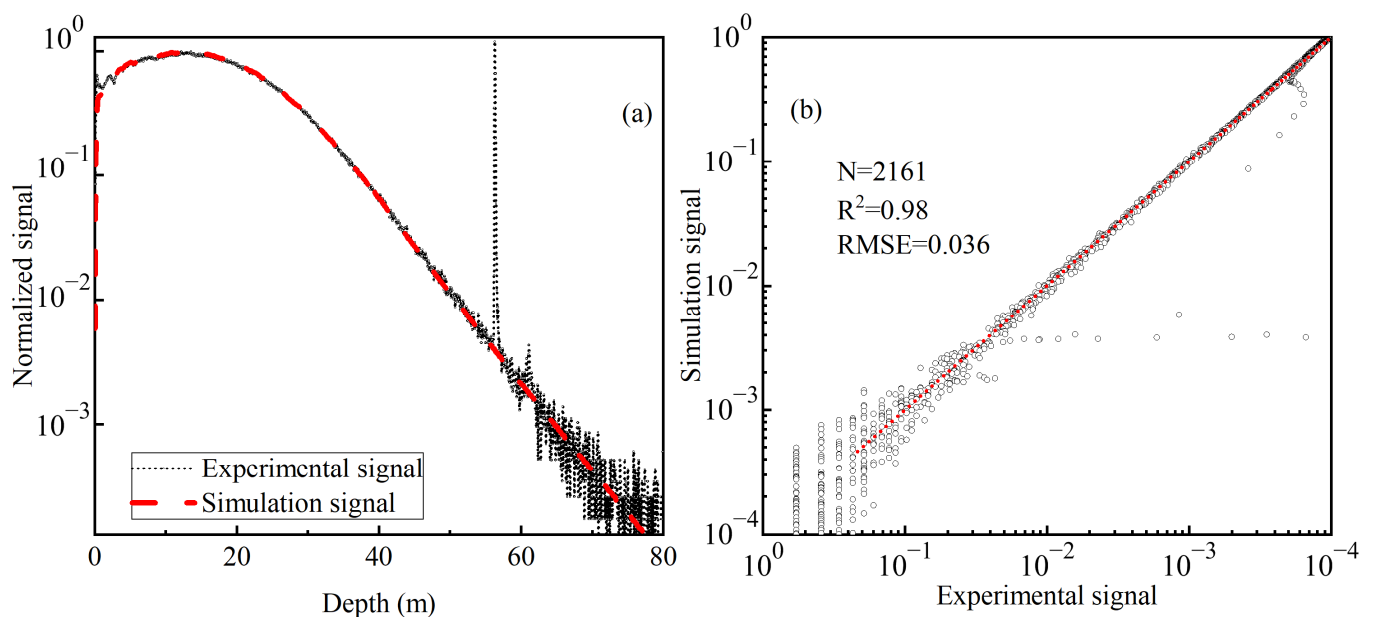 10⁰
10⁻¹
10⁻²
10⁻³
Normalized signal
(a)
Experimental signal
Simulation signal
0
20
40
60
80
Depth (m)
10⁰
10⁻¹
10⁻²
10⁻³
10⁻⁴
Simulation signal
(b)
N=2161
R²=0.98
RMSE=0.036
10⁰
10⁻¹
10⁻²
10⁻³
10⁻⁴
Experimental signal